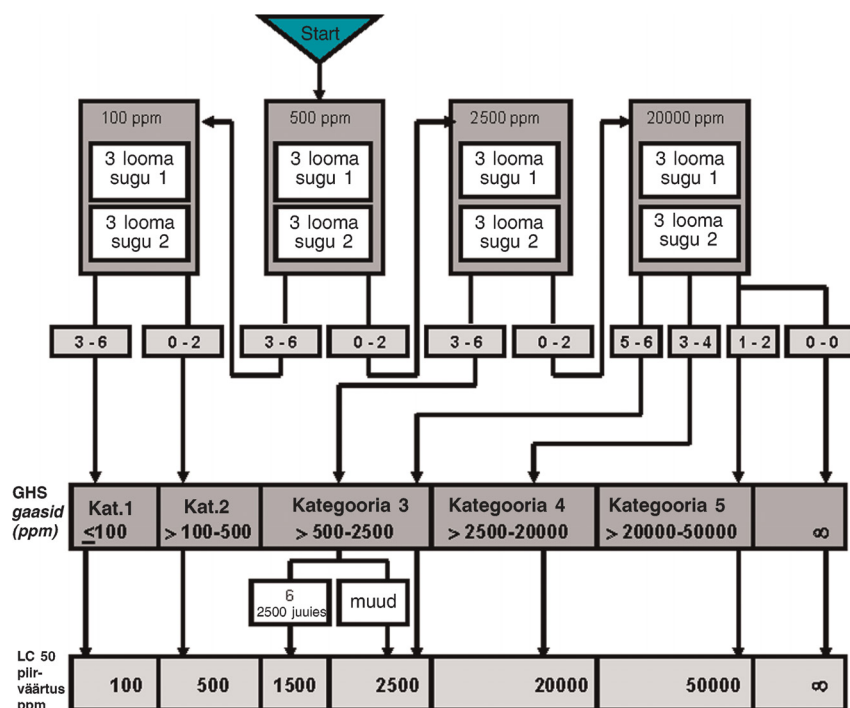 Start
100 ppm
500 ppm
2500 ppm
20000 ppm
3 looma
sugu 1
3 looma
sugu 1
3 looma
sugu 1
3 looma
sugu 1
3 looma
sugu 2
3 looma
sugu 2
3 looma
sugu 2
3 looma
sugu 2
3 - 6
0 - 2
3 - 6
0 - 2
3 - 6
0 - 2
5 - 6
3 - 4
1 - 2
0 - 0
GHS
gaasid
(ppm)
Kat.1
≤100
Kat.2
> 100-500
Kategooria 3
> 500-2500
Kategooria 4
> 2500-20000
Kategooria 5
> 20000-50000
∞
6
2500 juuies
muud
LC 50
piir-
väärtus
ppm
100
500
1500
2500
20000
50000
∞